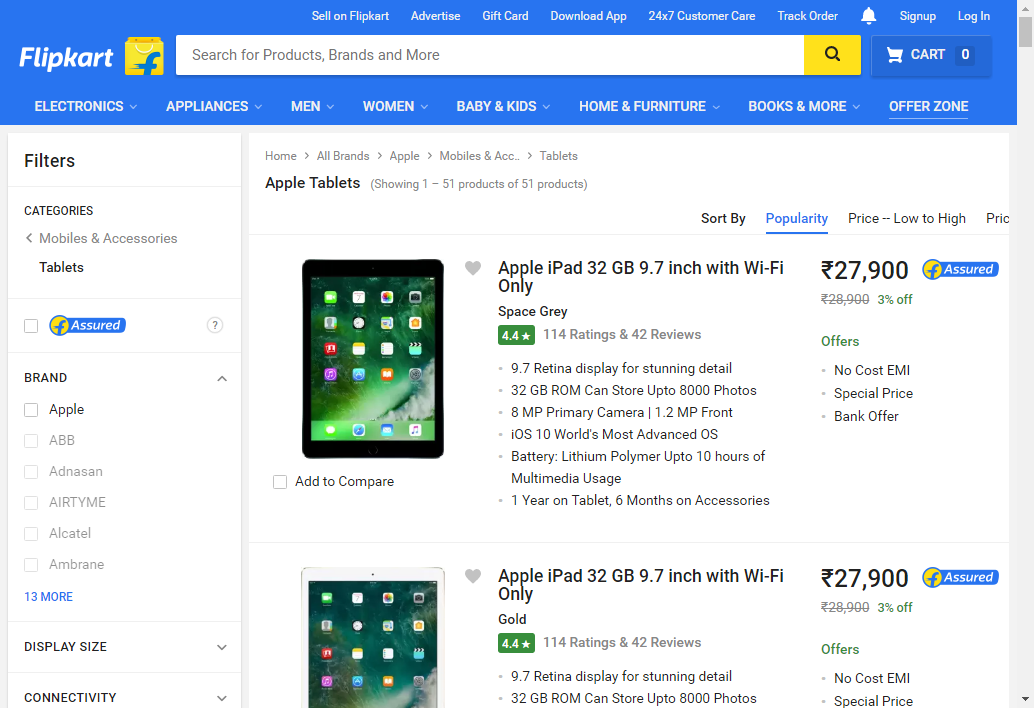 Sell on Flipkart Advertise Gift Card Download App 24x7 Customer Care Track Order Signup Log In
Flipkart Search for Products, Brands and More CART 0
ELECTRONICS APPLIANCES MEN WOMEN BABY & KIDS HOME & FURNITURE BOOKS & MORE OFFER ZONE
Filters
CATEGORIES
Mobiles & Accessories
Tablets
Assured ?
BRAND
Apple
ABB
Adnasan
AIRTYME
Alcatel
Ambrane
13 MORE
DISPLAY SIZE
CONNECTIVITY
Home > All Brands > Apple > Mobiles & Acc.. > Tablets
Apple Tablets (Showing 1 – 51 products of 51 products)
Sort By Popularity Price -- Low to High Pric
Apple iPad 32 GB 9.7 inch with Wi-Fi
Only
Space Grey
4.4 ★ 114 Ratings & 42 Reviews
9.7 Retina display for stunning detail
32 GB ROM Can Store Upto 8000 Photos
8 MP Primary Camera | 1.2 MP Front
iOS 10 World's Most Advanced OS
Battery: Lithium Polymer Upto 10 hours of
Multimedia Usage
1 Year on Tablet, 6 Months on Accessories
Add to Compare
₹27,900 Assured
₹28,900 3% off
Offers
No Cost EMI
Special Price
Bank Offer
Apple iPad 32 GB 9.7 inch with Wi-Fi
Only
Gold
4.4 ★ 114 Ratings & 42 Reviews
9.7 Retina display for stunning detail
32 GB ROM Can Store Upto 8000 Photos
₹27,900 Assured
₹28,900 3% off
Offers
No Cost EMI
Special Price